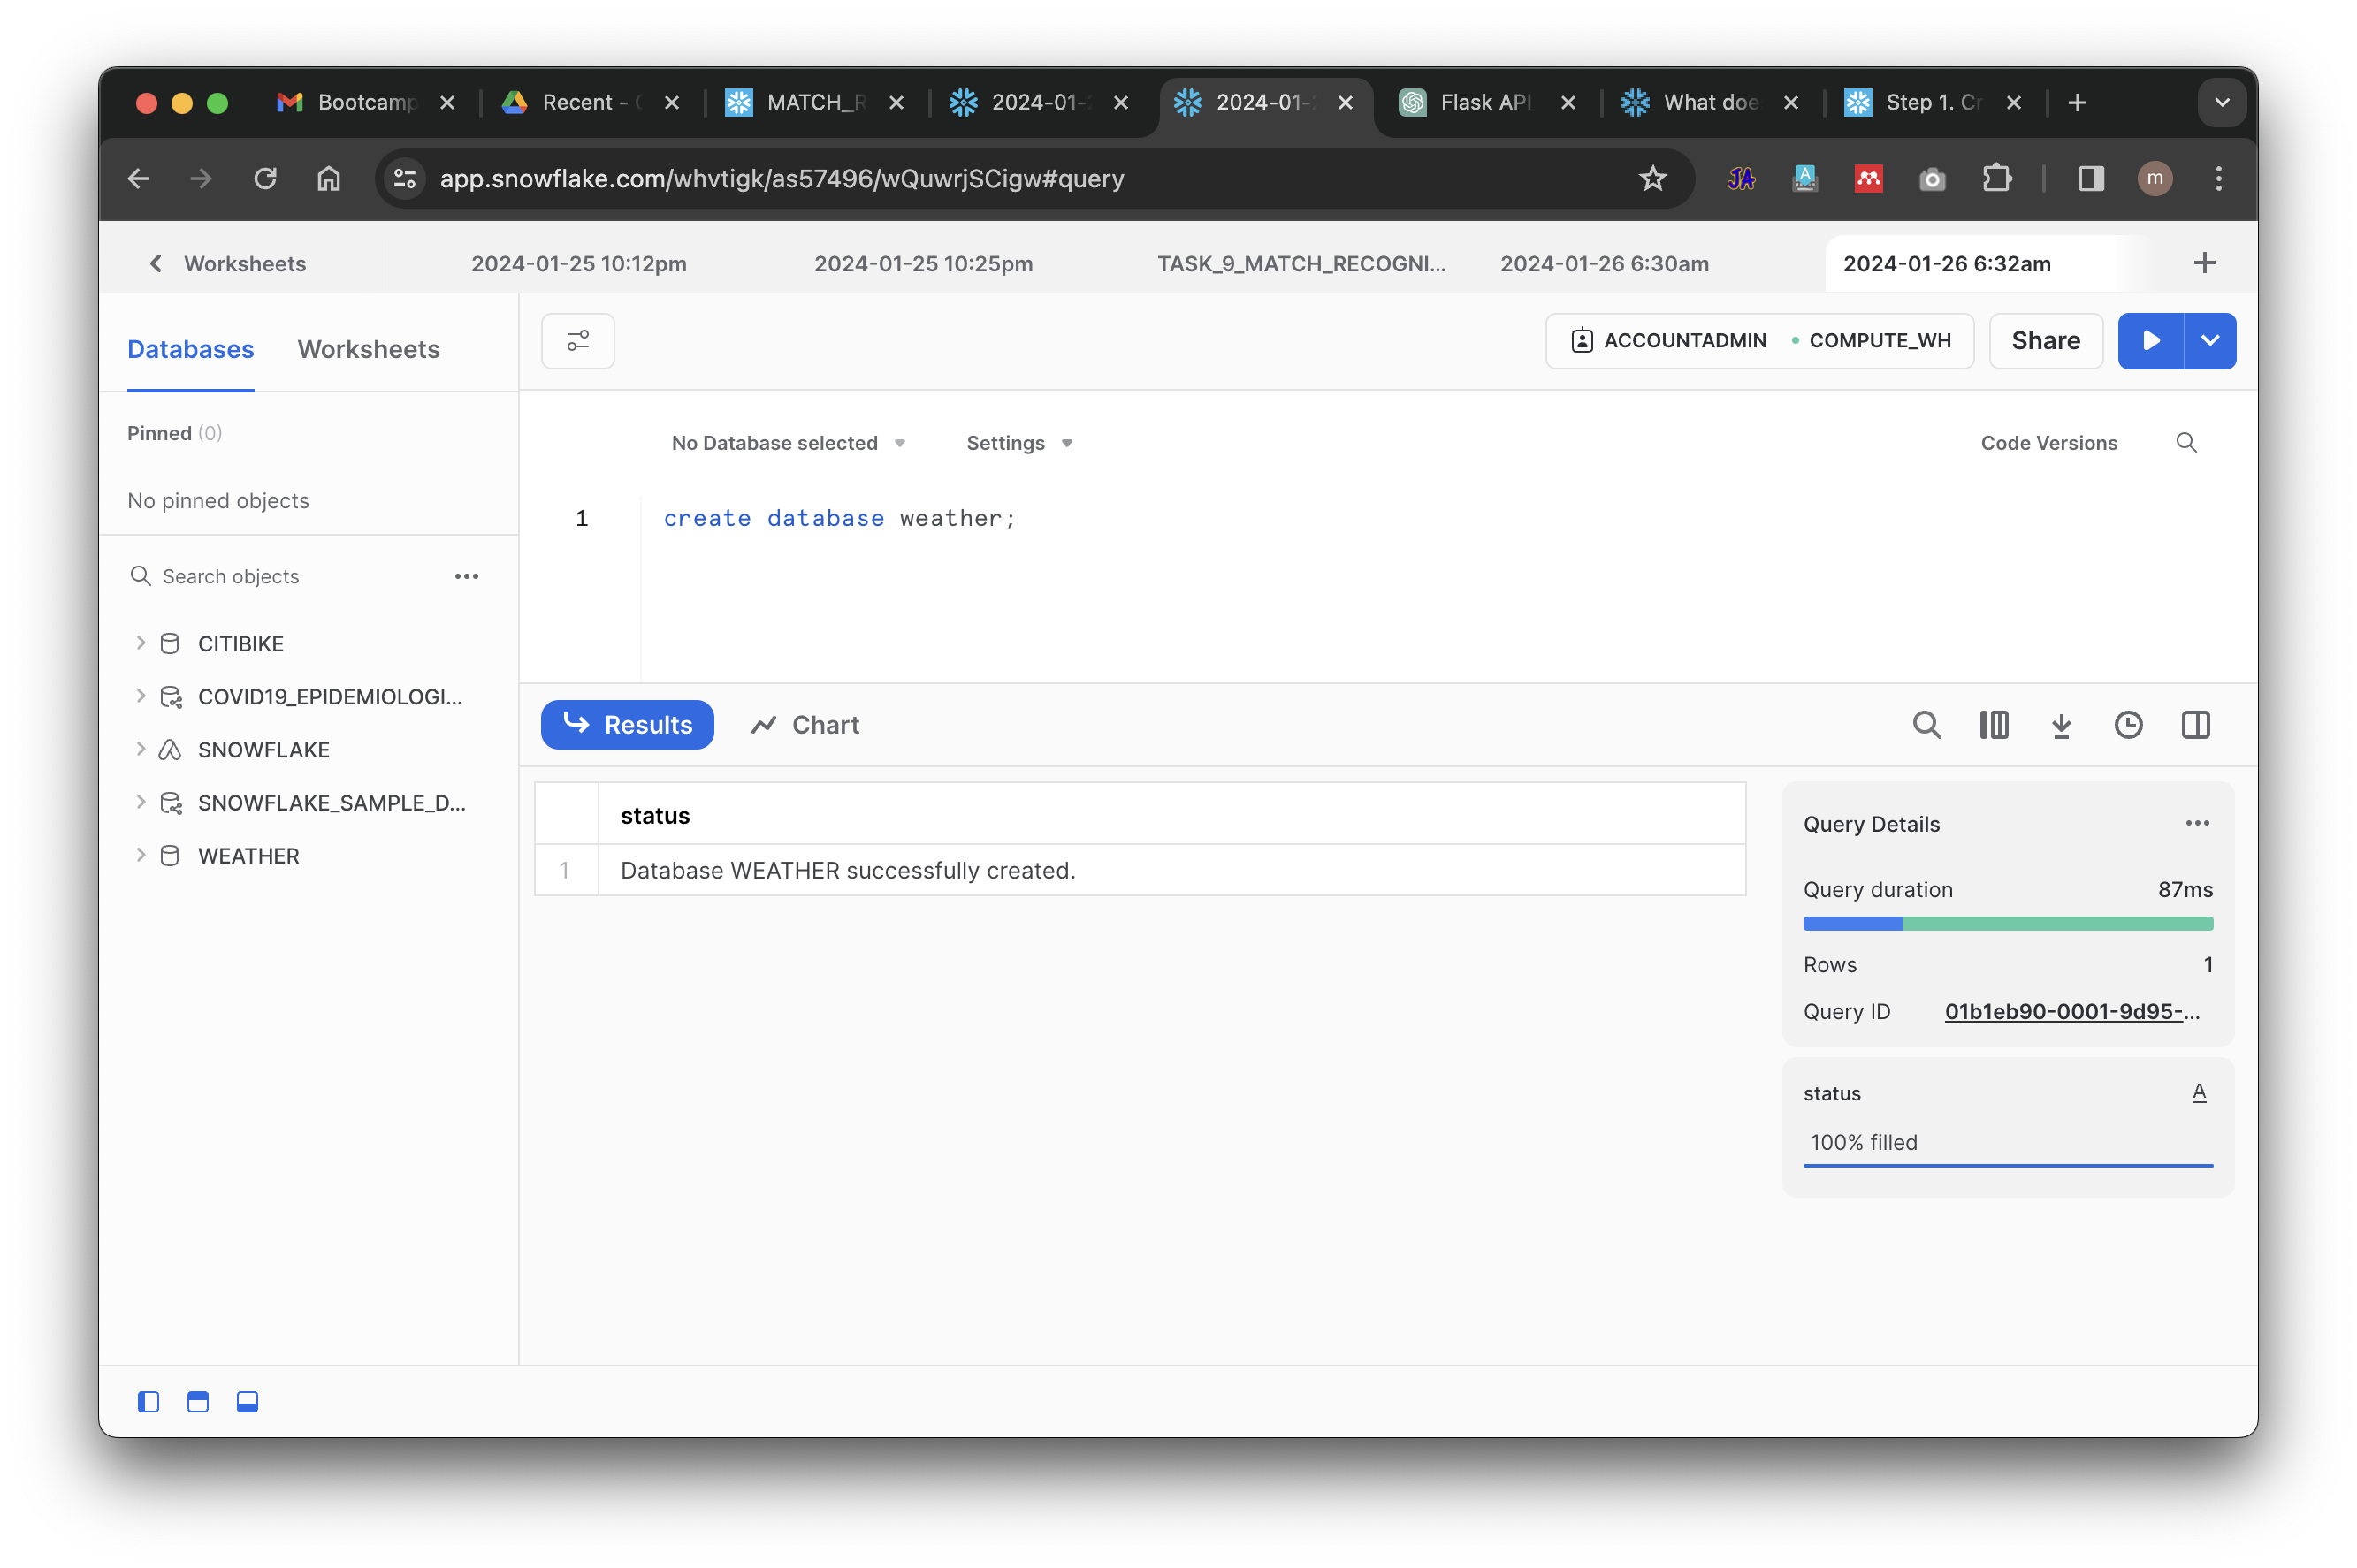 Bootcamp
Recent -
MATCH_R
2024-01-
2024-01-
Flask API
What doe
Step 1. Cr
app.snowflake.com/whvtigk/as57496/wQuwrjSCigw#query
JA
A
m
Worksheets
2024-01-25 10:12pm
2024-01-25 10:25pm
TASK_9_MATCH_RECOGNI...
2024-01-26 6:30am
2024-01-26 6:32am
Databases
Worksheets
ACCOUNTADMIN
COMPUTE_WH
Share
Pinned (0)
No pinned objects
No Database selected
Settings
Code Versions
1
create database weather;
Search objects
CITIBIKE
COVID19_EPIDEMIOLOGI...
SNOWFLAKE
SNOWFLAKE_SAMPLE_D...
WEATHER
Results
Chart
status
1
Database WEATHER successfully created.
Query Details
Query duration
87ms
Rows
1
Query ID
01b1eb90-0001-9d95-...
status
A
100% filled